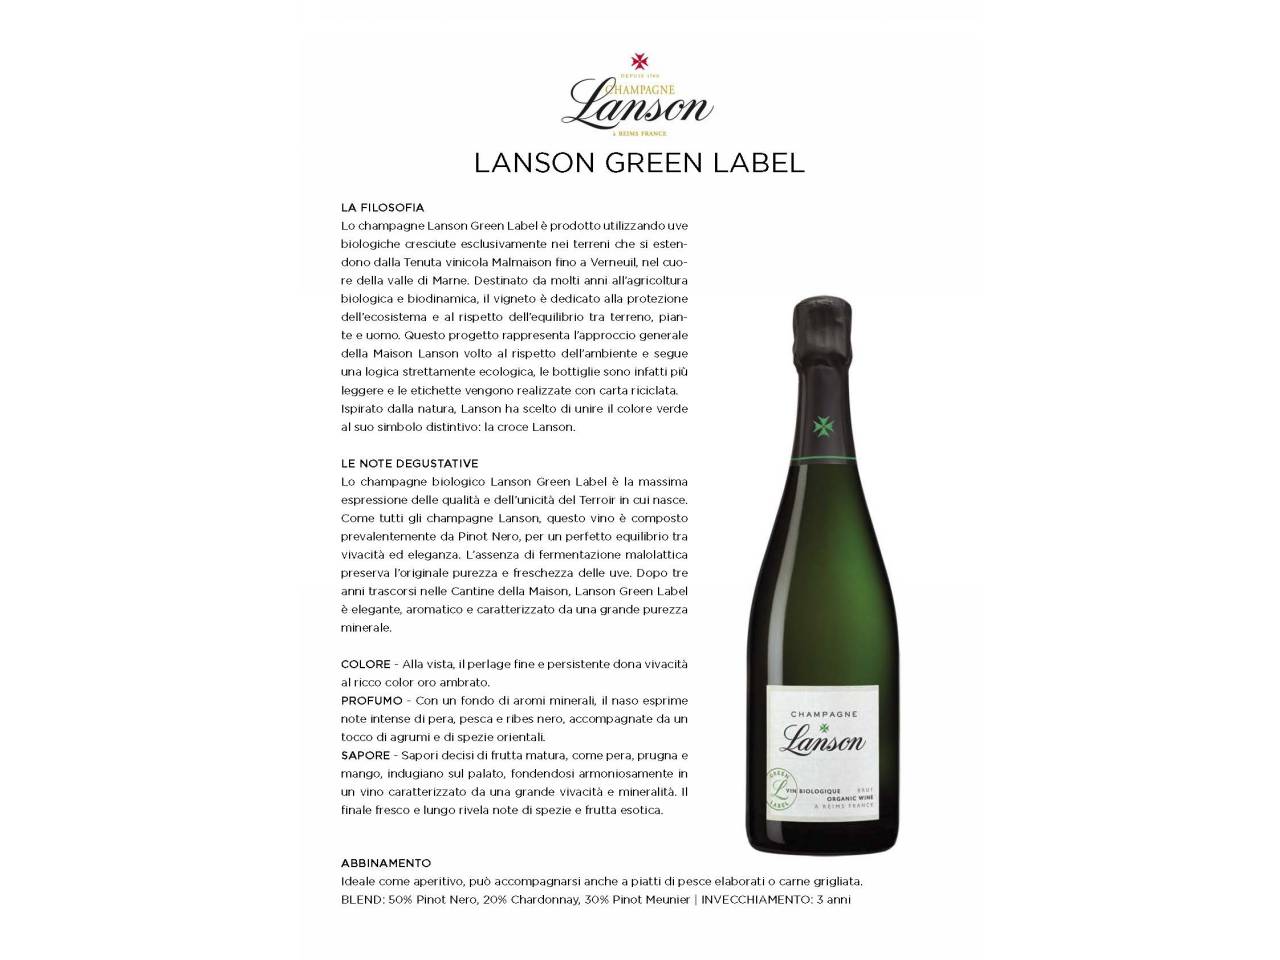 DEPUIS 1760
CHAMPAGNE
Lanson
à REIMS FRANCE
LANSON GREEN LABEL
LA FILOSOFIA
Lo champagne Lanson Green Label è prodotto utilizzando uve
biologiche cresciute esclusivamente nei terreni che si esten-
dono dalla Tenuta vinicola Malmaison fino a Verneuil, nel cuo-
re della valle di Marne. Destinato da molti anni all'agricoltura
biologica e biodinamica, il vigneto è dedicato alla protezione
dell'ecosistema e al rispetto dell'equilibrio tra terreno, pian-
te e uomo. Questo progetto rappresenta l'approccio generale
della Maison Lanson volto al rispetto dell'ambiente e segue
una logica strettamente ecologica, le bottiglie sono infatti più
leggere e le etichette vengono realizzate con carta riciclata.
Ispirato dalla natura, Lanson ha scelto di unire il colore verde
al suo simbolo distintivo: la croce Lanson.
LE NOTE DEGUSTATIVE
Lo champagne biologico Lanson Green Label è la massima
espressione delle qualità e dell'unicità del Terroir in cui nasce.
Come tutti gli champagne Lanson, questo vino è composto
prevalentemente da Pinot Nero, per un perfetto equilibrio tra
vivacità ed eleganza. L'assenza di fermentazione malolattica
preserva l'originale purezza e freschezza delle uve. Dopo tre
anni trascorsi nelle Cantine della Maison, Lanson Green Label
è elegante, aromatico e caratterizzato da una grande purezza
minerale.
COLORE - Alla vista, il perlage fine e persistente dona vivacità
al ricco color oro ambrato.
PROFUMO - Con un fondo di aromi minerali, il naso esprime
note intense di pera, pesca e ribes nero, accompagnate da un
tocco di agrumi e di spezie orientali.
SAPORE - Sapori decisi di frutta matura, come pera, prugna e
mango, indugiano sul palato, fondendosi armoniosamente in
un vino caratterizzato da una grande vivacità e mineralità. Il
finale fresco e lungo rivela note di spezie e frutta esotica.
CHAMPAGNE
Lanson
GREEN
L
LABEL
VIN BIOLOGIQUE BRUT
ORGANIC WINE
À REIMS FRANCE
ABBINAMENTO
Ideale come aperitivo, può accompagnarsi anche a piatti di pesce elaborati o carne grigliata.
BLEND: 50% Pinot Nero, 20% Chardonnay, 30% Pinot Meunier | INVECCHIAMENTO: 3 anni